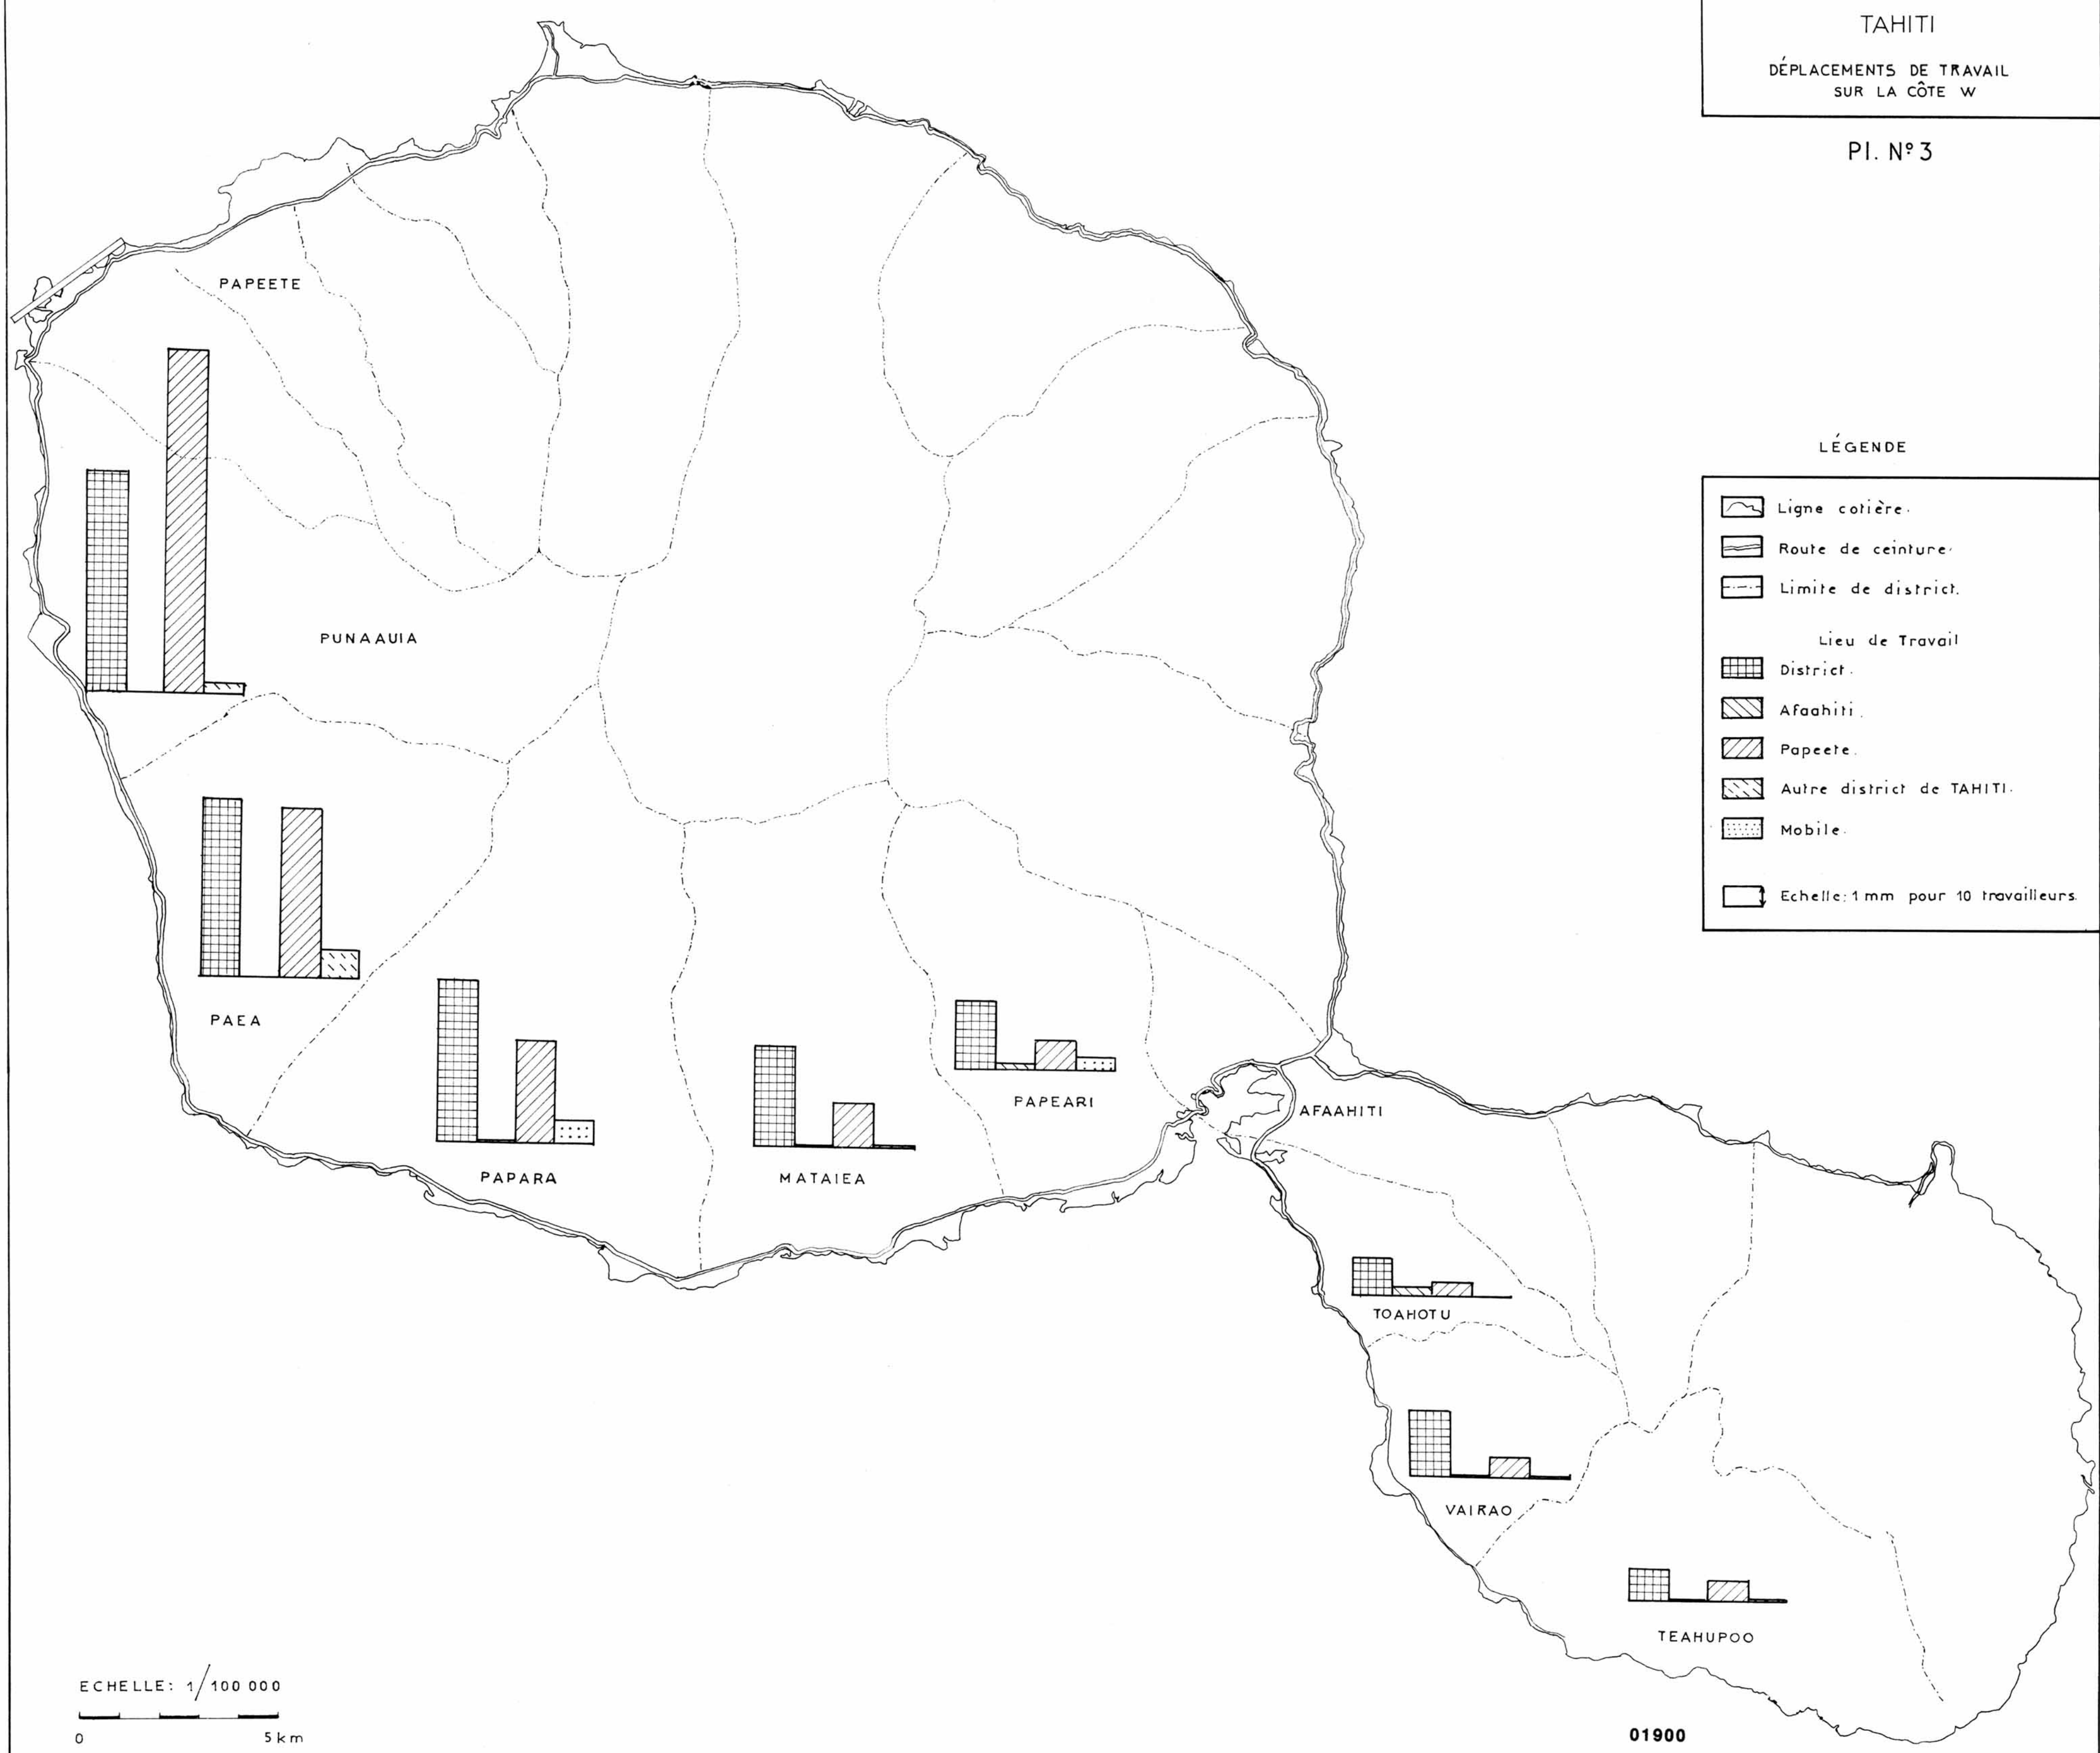 TAHITI
DÉPLACEMENTS DE TRAVAIL
SUR LA CÔTE W
Pl. Nº 3
PAPEETE
LÉGENDE
Ligne cotière.
Route de ceinture.
Limite de district.
Lieu de Travail
District.
Afaahiti.
Papeete.
Autre district de TAHITI.
Mobile.
Echelle: 1 mm pour 10 travailleurs.
PUNAAUIA
PAEA
PAPARA
MATAIEA
PAPEARI
AFAAHITI
TOAHOTU
VAIRAO
TEAHUPOO
ECHELLE: 1/100 000
0 5 km
01900